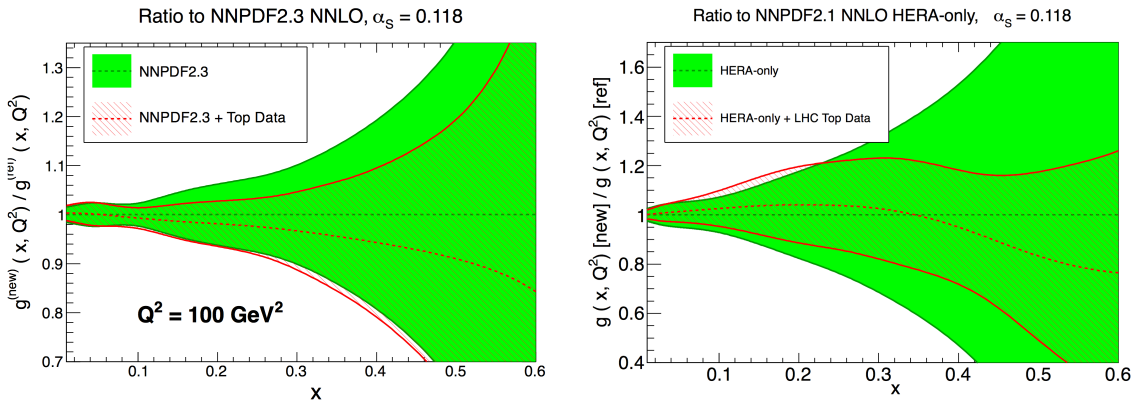 Ratio to NNPDF2.3 NNLO, αS = 0.118
g(new) ( x, Q2) / g(ref) ( x, Q2)
1.3
1.2
1.1
1
0.9
0.8
0.7
NNPDF2.3
NNPDF2.3 + Top Data
Q2 = 100 GeV2
0.1 0.2 0.3 0.4 0.5 0.6
x
Ratio to NNPDF2.1 NNLO HERA-only, αS = 0.118
g ( x, Q2) [new] / g ( x, Q2) [ref]
1.6
1.4
1.2
1
0.8
0.6
0.4
HERA-only
HERA-only + LHC Top Data
0.1 0.2 0.3 0.4 0.5 0.6
x